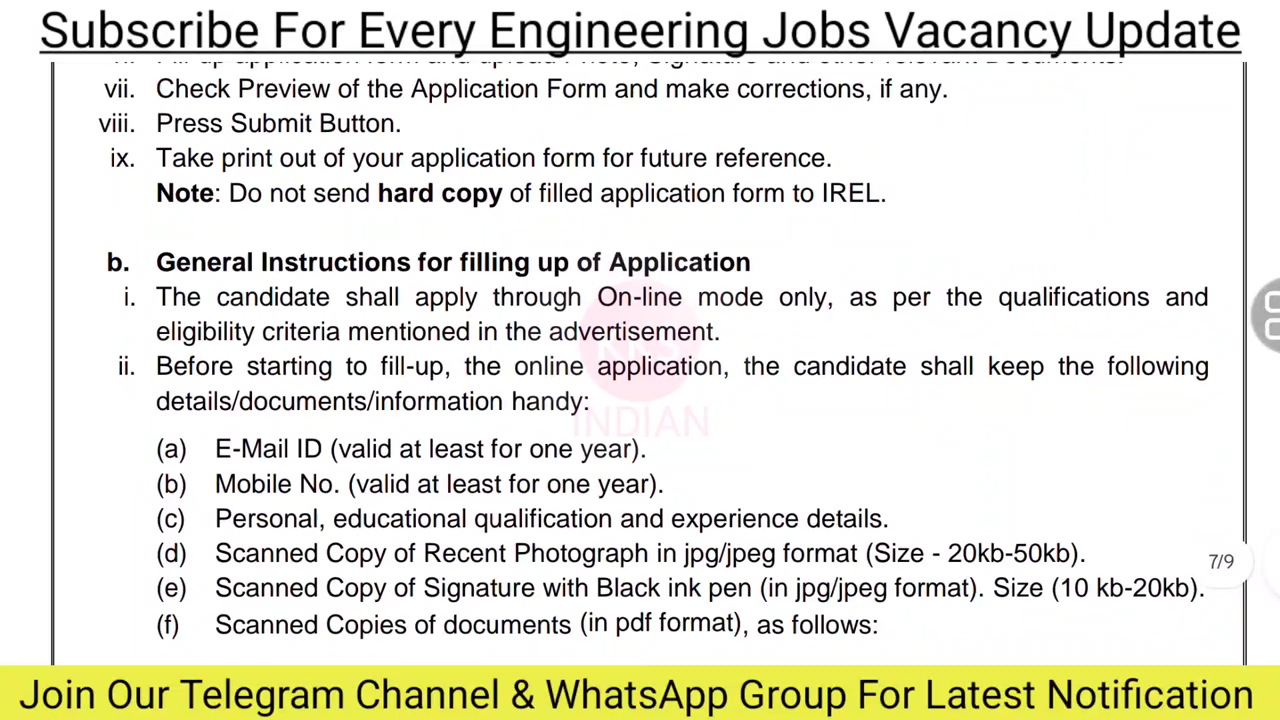 Subscribe For Every Engineering Jobs Vacancy Update
vii. Check Preview of the Application Form and make corrections, if any.
viii. Press Submit Button.
ix. Take print out of your application form for future reference.
Note: Do not send hard copy of filled application form to IREL.
b. General Instructions for filling up of Application
i. The candidate shall apply through On-line mode only, as per the qualifications and
eligibility criteria mentioned in the advertisement.
ii. Before starting to fill-up, the online application, the candidate shall keep the following
details/documents/information handy:
INDIAN
(a) E-Mail ID (valid at least for one year).
(b) Mobile No. (valid at least for one year).
(c) Personal, educational qualification and experience details.
(d) Scanned Copy of Recent Photograph in jpg/jpeg format (Size - 20kb-50kb).
7/9
(e) Scanned Copy of Signature with Black ink pen (in jpg/jpeg format). Size (10 kb-20kb).
(f) Scanned Copies of documents (in pdf format), as follows:
Join Our Telegram Channel & WhatsApp Group For Latest Notification